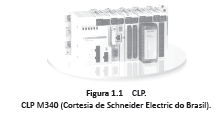 Figura 1.1 CLP.
CLP M340 (Cortesia de Schneider Electric do Brasil).